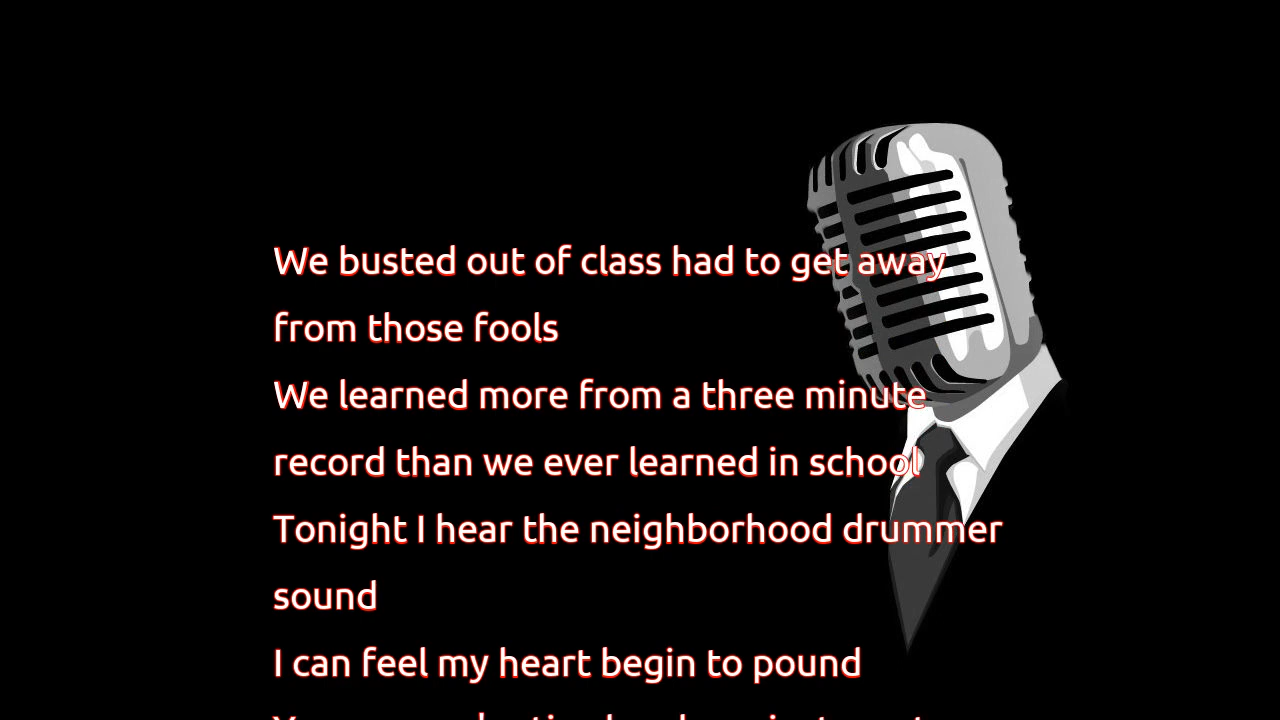 We busted out of class had to get away
from those fools
We learned more from a three minute
record than we ever learned in school
Tonight I hear the neighborhood drummer
sound
I can feel my heart begin to pound